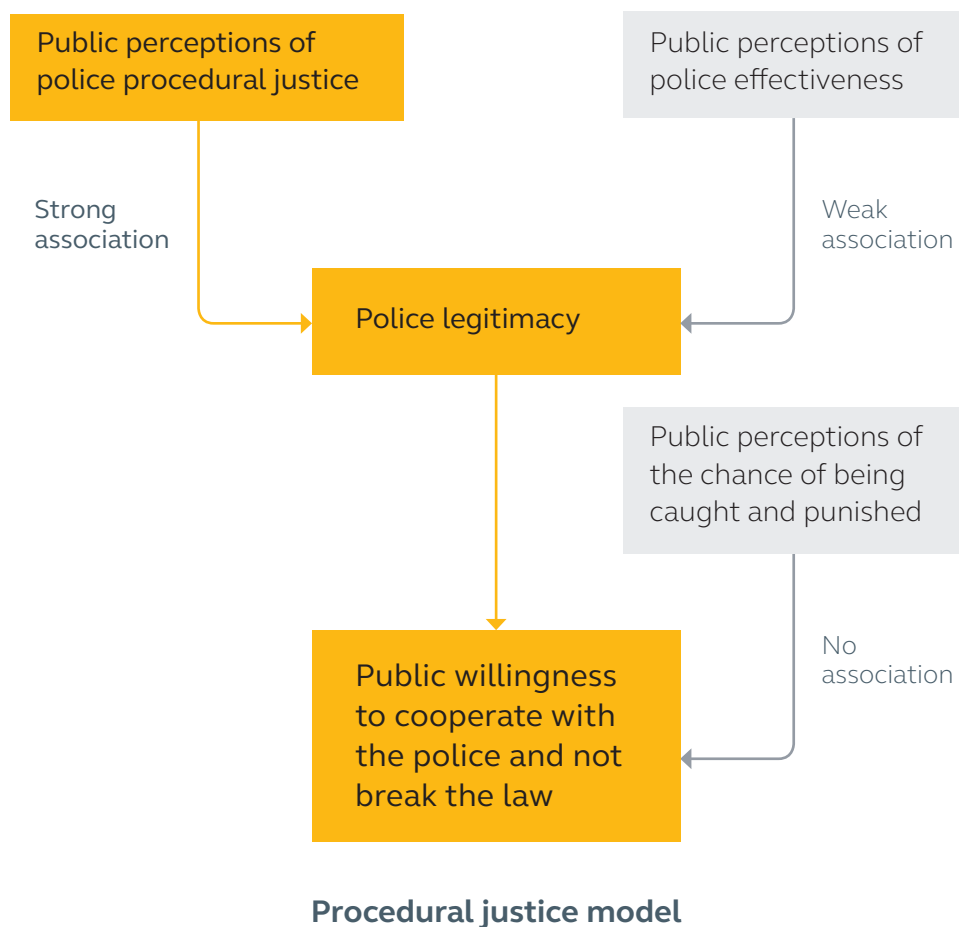 Public perceptions of
police procedural justice
Public perceptions of
police effectiveness
Strong
association
Weak
association
Police legitimacy
Public perceptions of
the chance of being
caught and punished
No
association
Public willingness
to cooperate with
the police and not
break the law
Procedural justice model